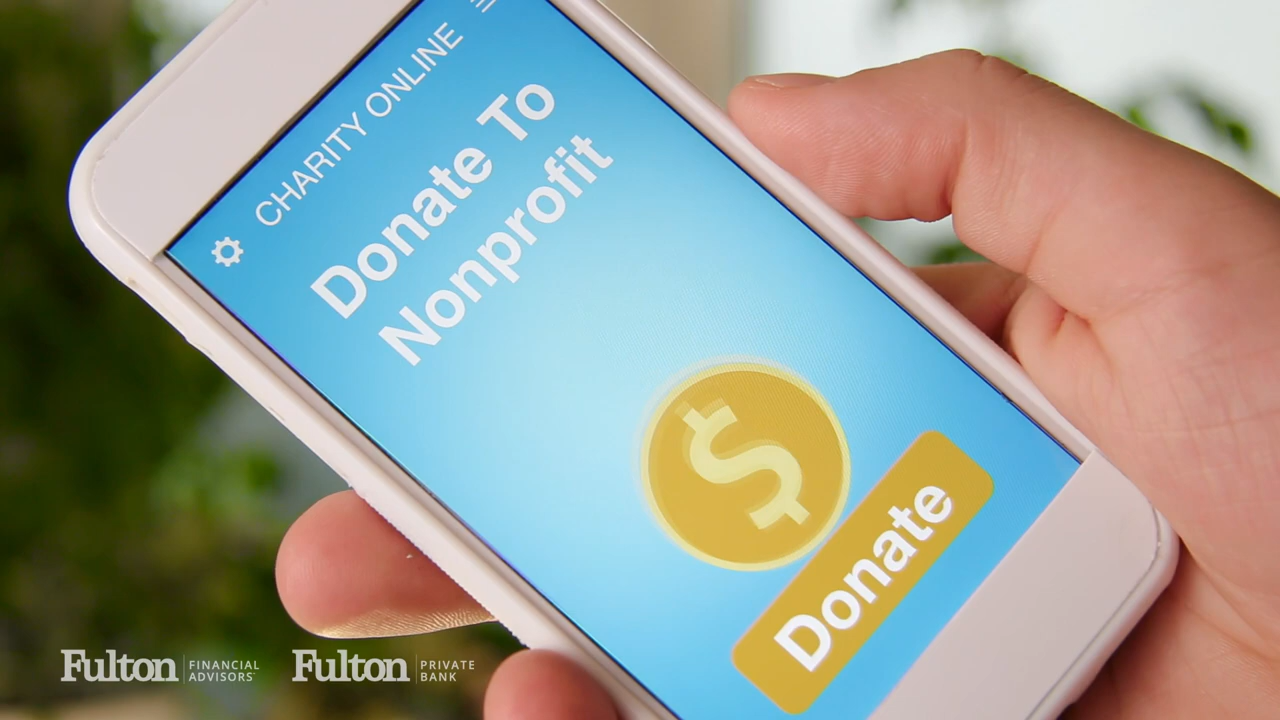 CHARITY ONLINE
Donate To
Nonprofit
$
Donate
Fulton
FINANCIAL
ADVISORS
Fulton
PRIVATE
BANK